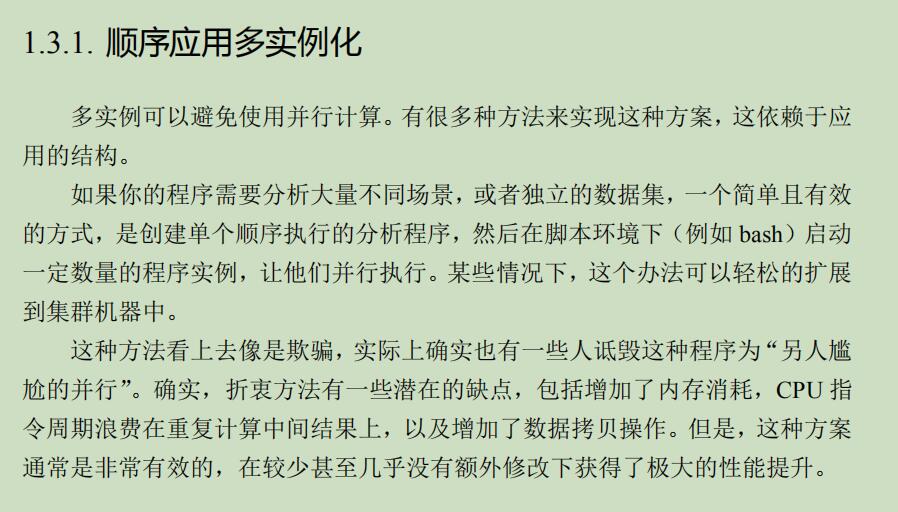 1.3.1. 顺序应用多实例化
多实例可以避免使用并行计算。有很多种方法来实现这种方案，这依赖于应
用的结构。
如果你的程序需要分析大量不同场景，或者独立的数据集，一个简单且有效
的方式，是创建单个顺序执行的分析程序，然后在脚本环境下（例如 bash）启动
一定数量的程序实例，让他们并行执行。某些情况下，这个办法可以轻松的扩展
到集群机器中。
这种方法看上去像是欺骗，实际上确实也有一些人诋毁这种程序为“另人尴
尬的并行”。确实，折衷方法有一些潜在的缺点，包括增加了内存消耗，CPU 指
令周期浪费在重复计算中间结果上，以及增加了数据拷贝操作。但是，这种方案
通常是非常有效的，在较少甚至几乎没有额外修改下获得了极大的性能提升。